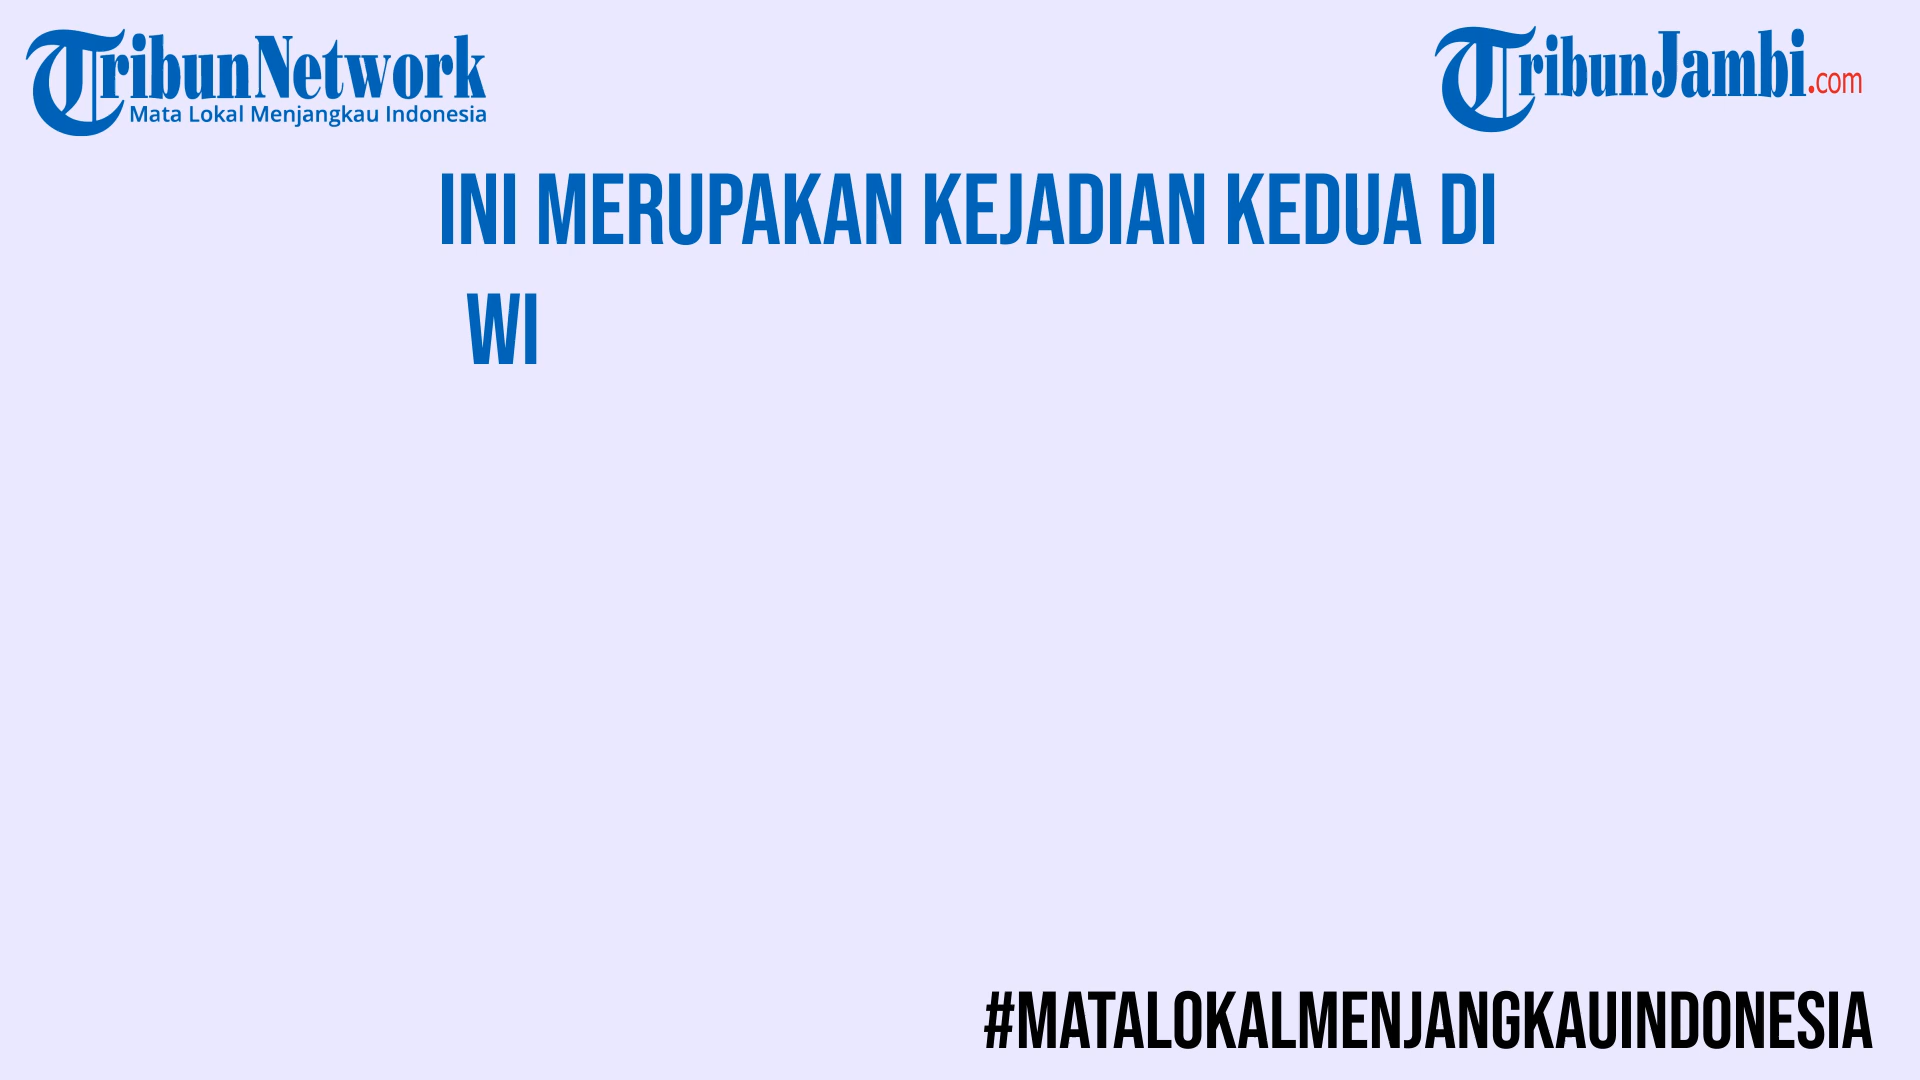 TribunNetwork
Mata Lokal Menjangkau Indonesia
TribunJambi.com
INI MERUPAKAN KEJADIAN KEDUA DI
WI
#MATALOKALMENJANGKAUINDONESIA